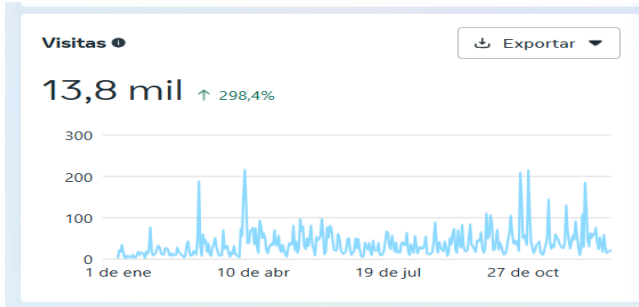 Visitas
Exportar
13,8 mil ↑ 298,4%
300
200
100
0
1 de ene 10 de abr 19 de jul 27 de oct